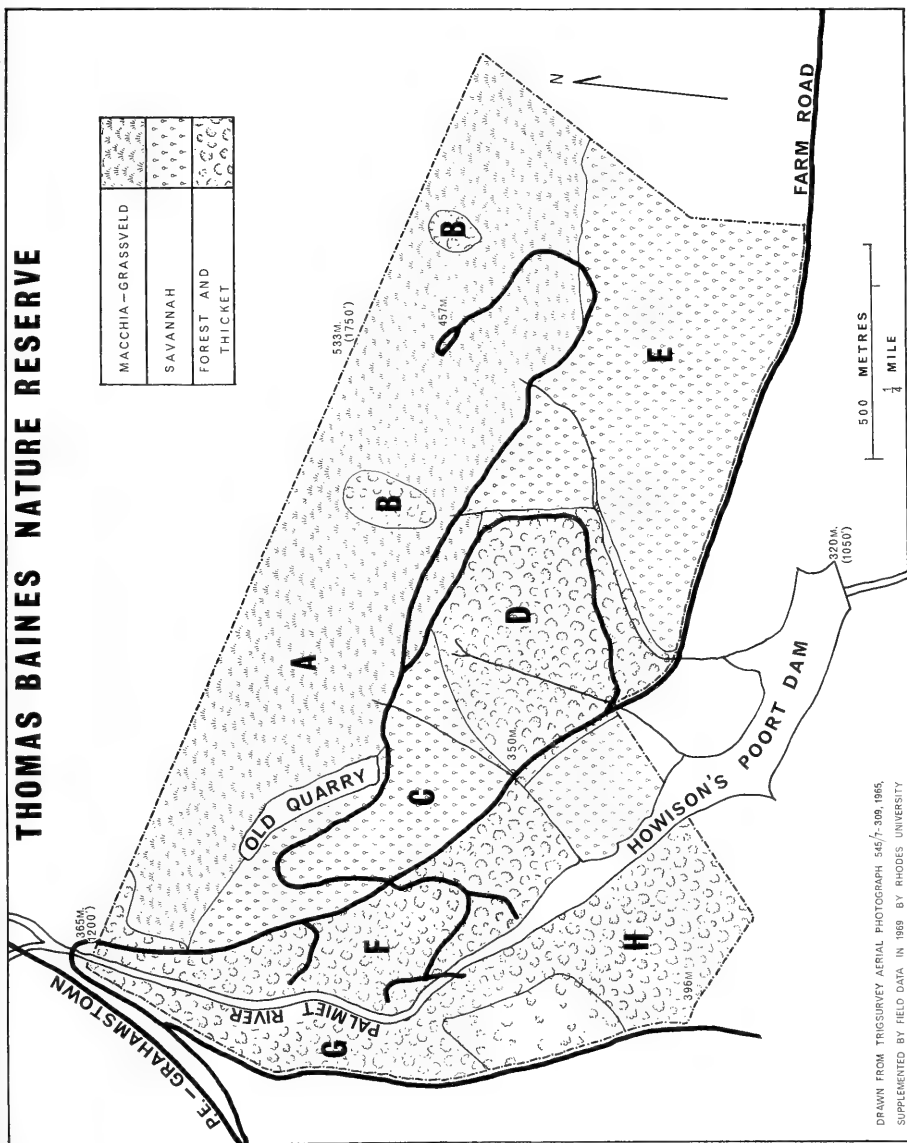 THOMAS BAINES NATURE RESERVE
MACCHIA–GRASSVELD
SAVANNAH
FOREST AND
THICKET
P.E. – GRAHAMSTOWN
365M.
(1200')
533M.
(1750')
457M.
N
A
B
B
OLD QUARRY
C
D
E
F
G
H
PALMIET RIVER
350M.
396M.
HOWISON'S POORT DAM
320M.
(1050')
FARM ROAD
500 METRES
1/4 MILE
DRAWN FROM TRIGSURVEY AERIAL PHOTOGRAPH 545/7-309, 1965,
SUPPLEMENTED BY FIELD DATA IN 1969 BY RHODES UNIVERSITY